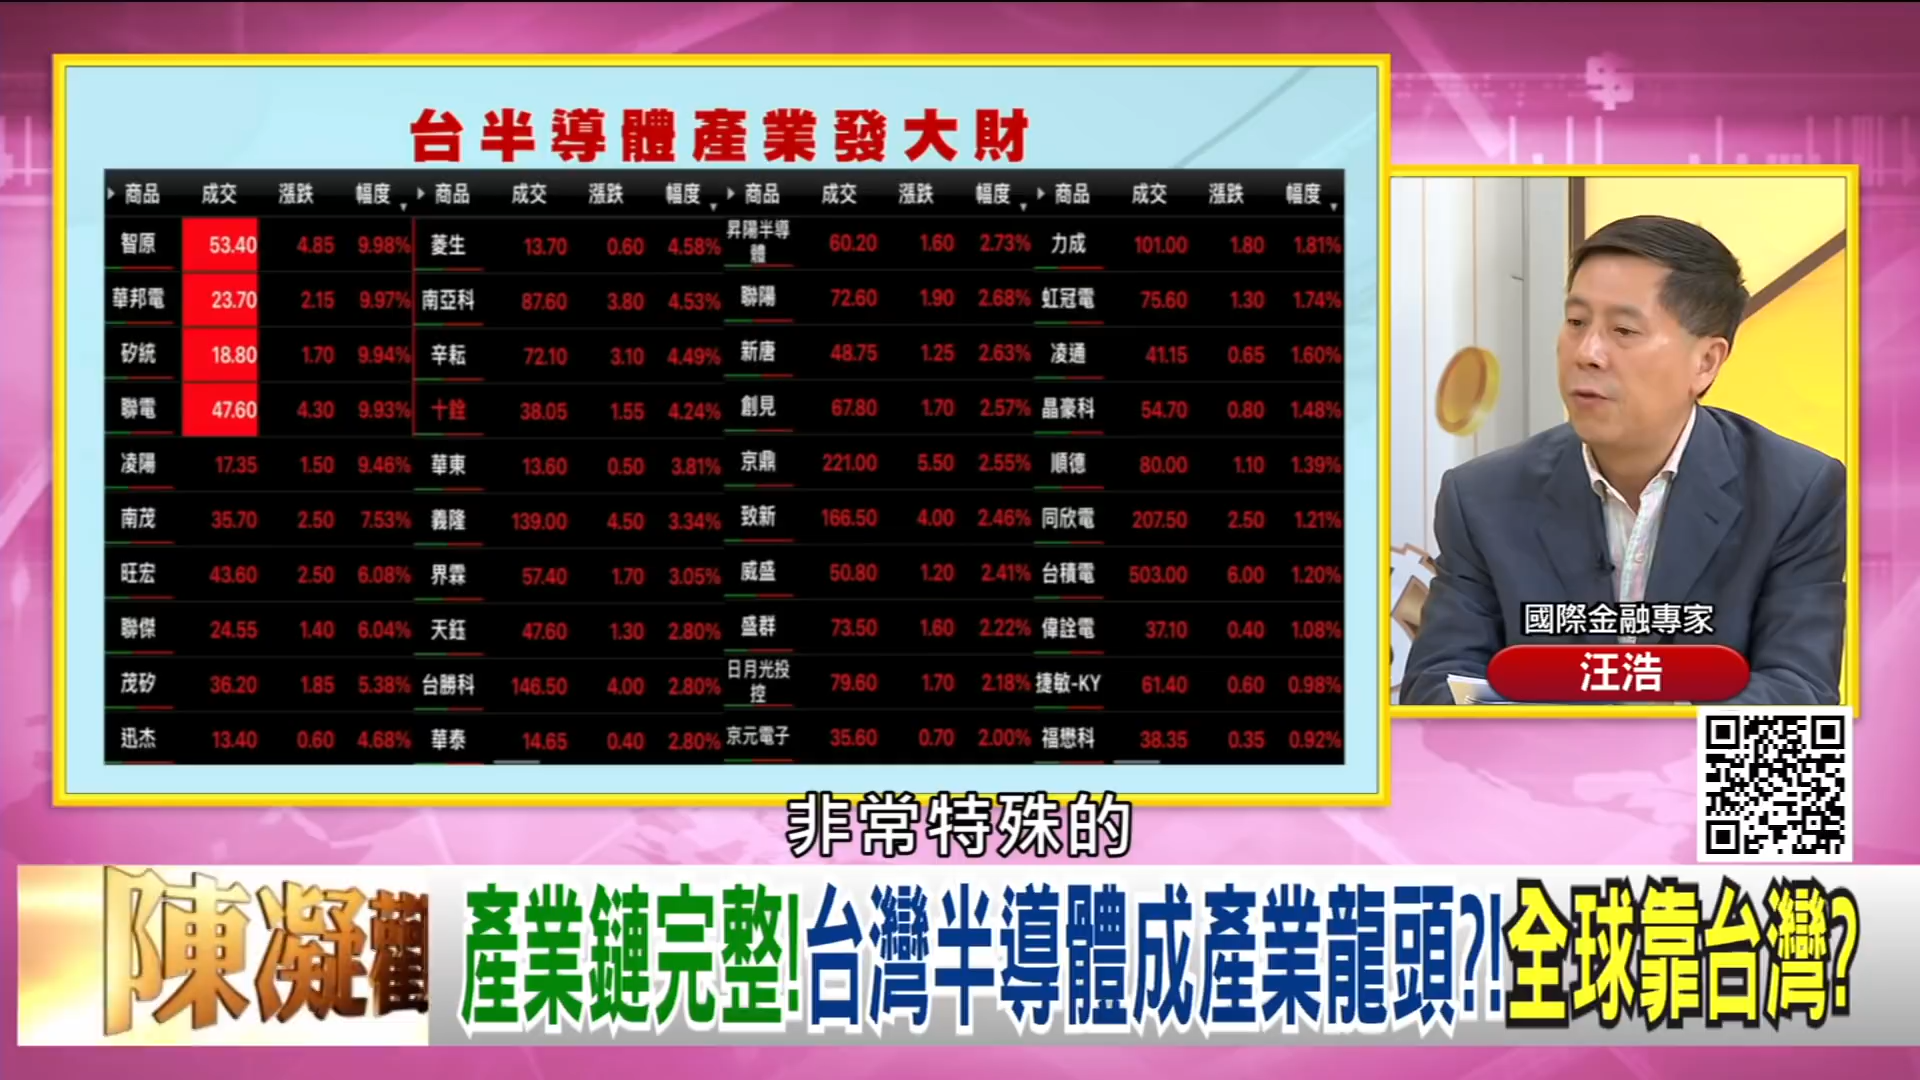 台半導體產業發大財
商品 成交 漲跌 幅度 商品 成交 漲跌 幅度 商品 成交 漲跌 幅度 商品 成交 漲跌 幅度
智原 53.40 4.85 9.98% 菱生 13.70 0.60 4.58% 昇陽半導體 60.20 1.60 2.73% 力成 101.00 1.80 1.81%
華邦電 23.70 2.15 9.97% 南亞科 87.60 3.80 4.53% 聯陽 72.60 1.90 2.68% 虹冠電 75.60 1.30 1.74%
矽統 18.80 1.70 9.94% 辛耘 72.10 3.10 4.49% 新唐 48.75 1.25 2.63% 凌通 41.15 0.65 1.60%
聯電 47.60 4.30 9.93% 十銓 38.05 1.55 4.24% 創見 67.80 1.70 2.57% 晶豪科 54.70 0.80 1.48%
凌陽 17.35 1.50 9.46% 華東 13.60 0.50 3.81% 京鼎 221.00 5.50 2.55% 順德 80.00 1.10 1.39%
南茂 35.70 2.50 7.53% 義隆 139.00 4.50 3.34% 致新 166.50 4.00 2.46% 同欣電 207.50 2.50 1.21%
旺宏 43.60 2.50 6.08% 界霖 57.40 1.70 3.05% 威盛 50.80 1.20 2.41% 台積電 503.00 6.00 1.20%
聯傑 24.55 1.40 6.04% 天鈺 47.60 1.30 2.80% 盛群 73.50 1.60 2.22% 偉詮電 37.10 0.40 1.08%
茂矽 36.20 1.85 5.38% 台勝科 146.50 4.00 2.80% 日月光投控 79.60 1.70 2.18% 捷敏-KY 61.40 0.60 0.98%
迅杰 13.40 0.60 4.68% 華泰 14.65 0.40 2.80% 京元電子 35.60 0.70 2.00% 福懋科 38.35 0.35 0.92%
國際金融專家
汪浩
非常特殊的
陳凝觀
產業鏈完整!台灣半導體成產業龍頭?!全球靠台灣?